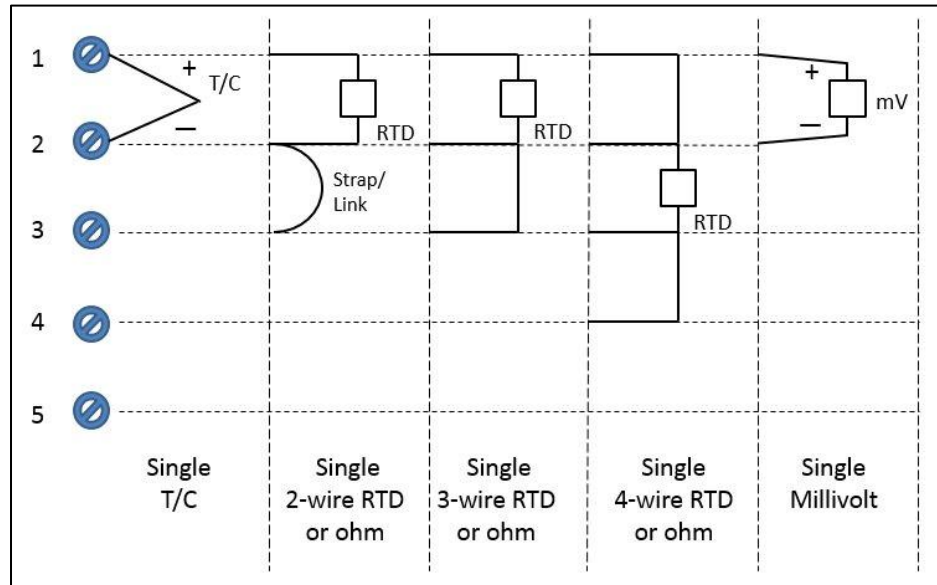 1
+
T/C
−
2
RTD
Strap/
Link
RTD
3
RTD
+
mV
−
4
5
Single
T/C
Single
2-wire RTD
or ohm
Single
3-wire RTD
or ohm
Single
4-wire RTD
or ohm
Single
Millivolt